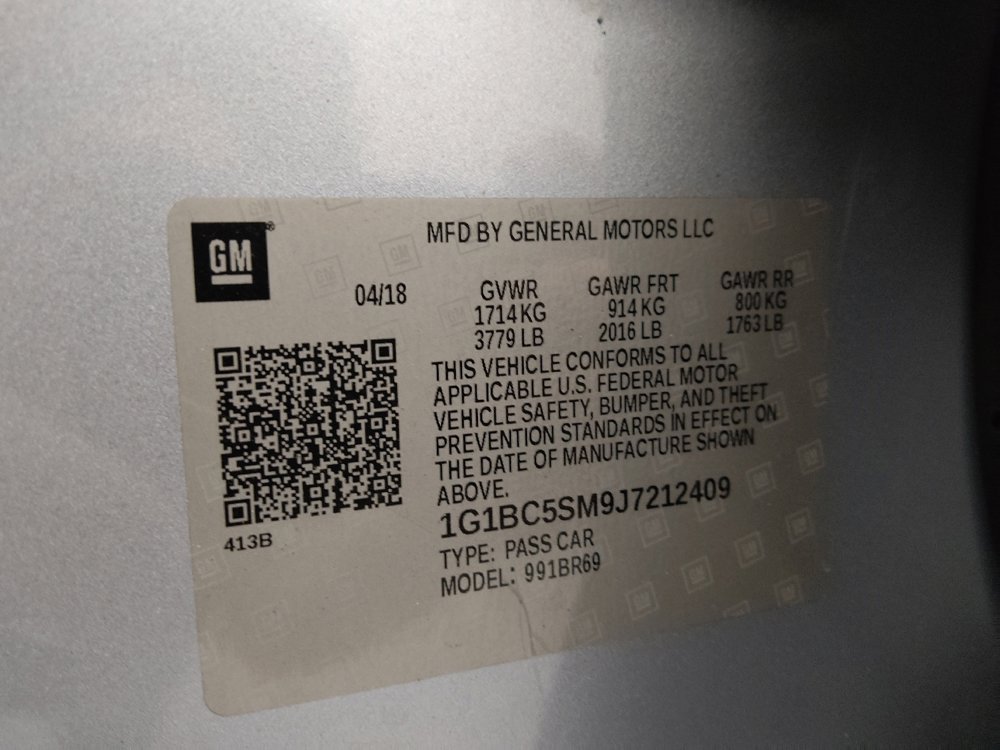 GM®
MFD BY GENERAL MOTORS LLC
04/18
GVWR GAWR FRT GAWR RR
1714 KG 914 KG 800 KG
3779 LB 2016 LB 1763 LB
THIS VEHICLE CONFORMS TO ALL
APPLICABLE U.S. FEDERAL MOTOR
VEHICLE SAFETY, BUMPER, AND THEFT
PREVENTION STANDARDS IN EFFECT ON
THE DATE OF MANUFACTURE SHOWN
ABOVE.
1G1BC5SM9J7212409
413B
TYPE: PASS CAR
MODEL: 991BR69